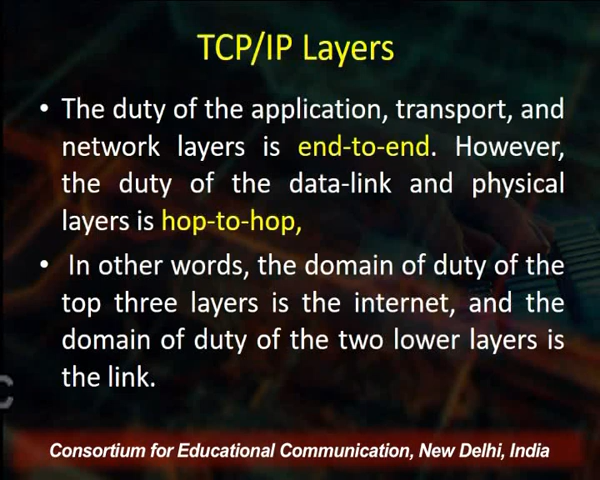 TCP/IP Layers
• The duty of the application, transport, and
network layers is end-to-end. However,
the duty of the data-link and physical
layers is hop-to-hop,
• In other words, the domain of duty of the
top three layers is the internet, and the
domain of duty of the two lower layers is
the link.
C
Consortium for Educational Communication, New Delhi, India